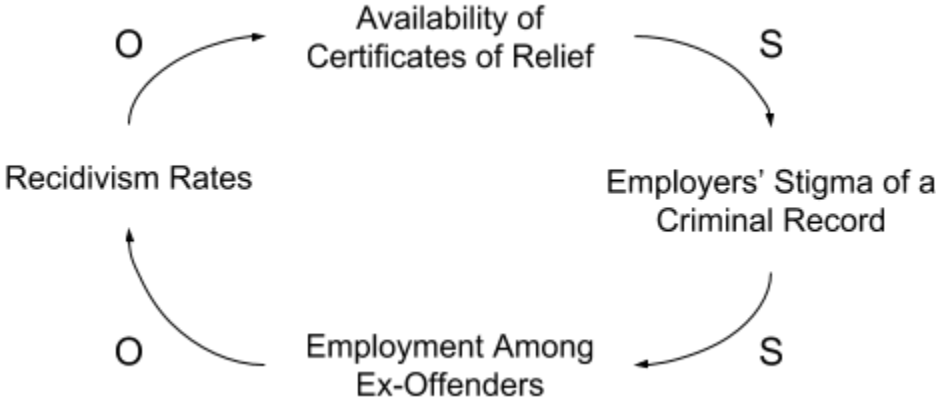 Availability of
Certificates of Relief
O
S
Recidivism Rates
Employers' Stigma of a
Criminal Record
O
Employment Among
Ex-Offenders
S